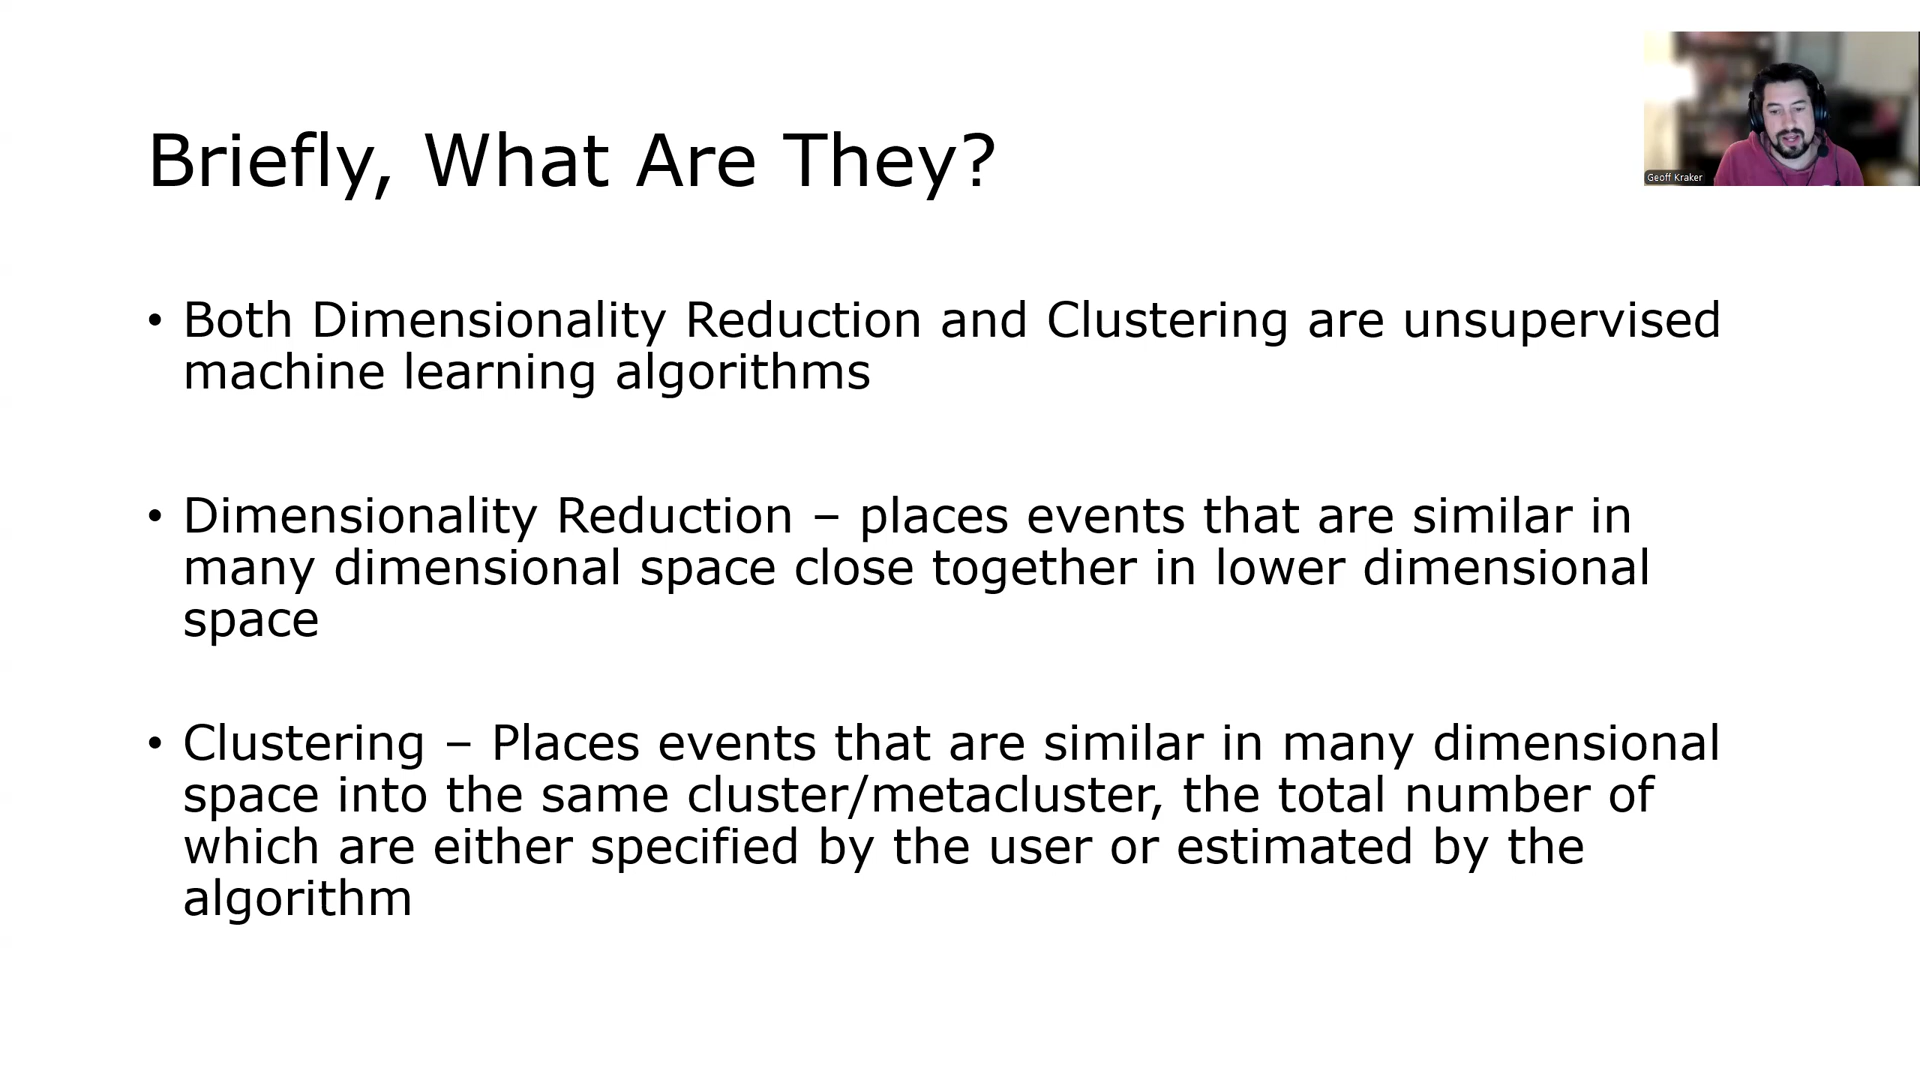 Briefly, What Are They?
Geoff Kraker
• Both Dimensionality Reduction and Clustering are unsupervised
machine learning algorithms
• Dimensionality Reduction – places events that are similar in
many dimensional space close together in lower dimensional
space
• Clustering – Places events that are similar in many dimensional
space into the same cluster/metacluster, the total number of
which are either specified by the user or estimated by the
algorithm